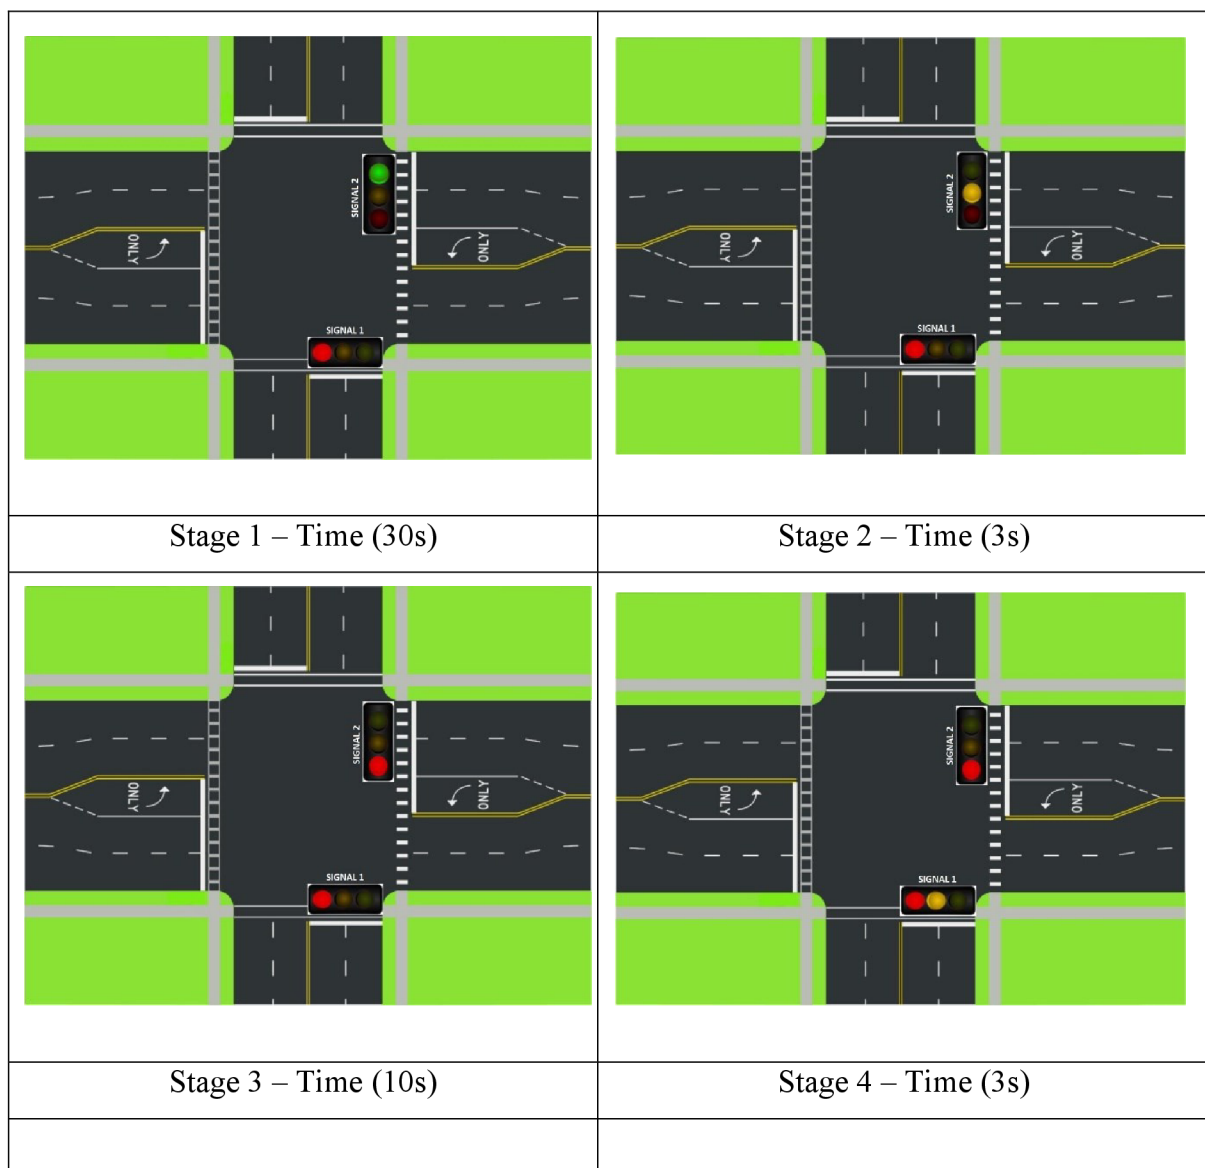 SIGNAL 2
ONLY
ONLY
SIGNAL 1
SIGNAL 2
ONLY
ONLY
SIGNAL 1
Stage 1 – Time (30s)
Stage 2 – Time (3s)
SIGNAL 2
ONLY
ONLY
SIGNAL 1
SIGNAL 2
ONLY
ONLY
SIGNAL 1
Stage 3 – Time (10s)
Stage 4 – Time (3s)